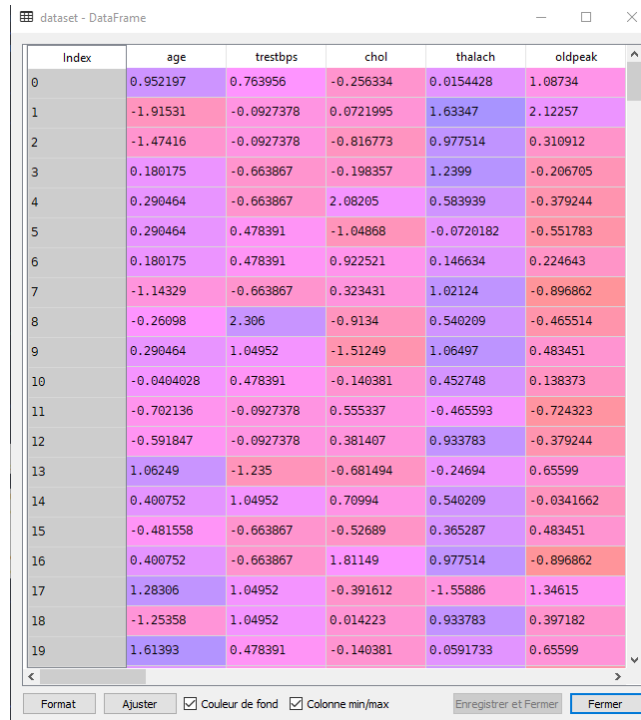 dataset - DataFrame
Index age trestbps chol thalach oldpeak
0 0.952197 0.763956 -0.256334 0.0154428 1.08734
1 -1.91531 -0.0927378 0.0721995 1.63347 2.12257
2 -1.47416 -0.0927378 -0.816773 0.977514 0.310912
3 0.180175 -0.663867 -0.198357 1.2399 -0.206705
4 0.290464 -0.663867 2.08205 0.583939 -0.379244
5 0.290464 0.478391 -1.04868 -0.0720182 -0.551783
6 0.180175 0.478391 0.922521 0.146634 0.224643
7 -1.14329 -0.663867 0.323431 1.02124 -0.896862
8 -0.26098 2.306 -0.9134 0.540209 -0.465514
9 0.290464 1.04952 -1.51249 1.06497 0.483451
10 -0.0404028 0.478391 -0.140381 0.452748 0.138373
11 -0.702136 -0.0927378 0.555337 -0.465593 -0.724323
12 -0.591847 -0.0927378 0.381407 0.933783 -0.379244
13 1.06249 -1.235 -0.681494 -0.24694 0.65599
14 0.400752 1.04952 0.70994 0.540209 -0.0341662
15 -0.481558 -0.663867 -0.52689 0.365287 0.483451
16 0.400752 -0.663867 1.81149 0.977514 -0.896862
17 1.28306 1.04952 -0.391612 -1.55886 1.34615
18 -1.25358 1.04952 0.014223 0.933783 0.397182
19 1.61393 0.478391 -0.140381 0.0591733 0.65599
Format Ajuster Couleur de fond Colonne min/max Enregistrer et Fermer Fermer